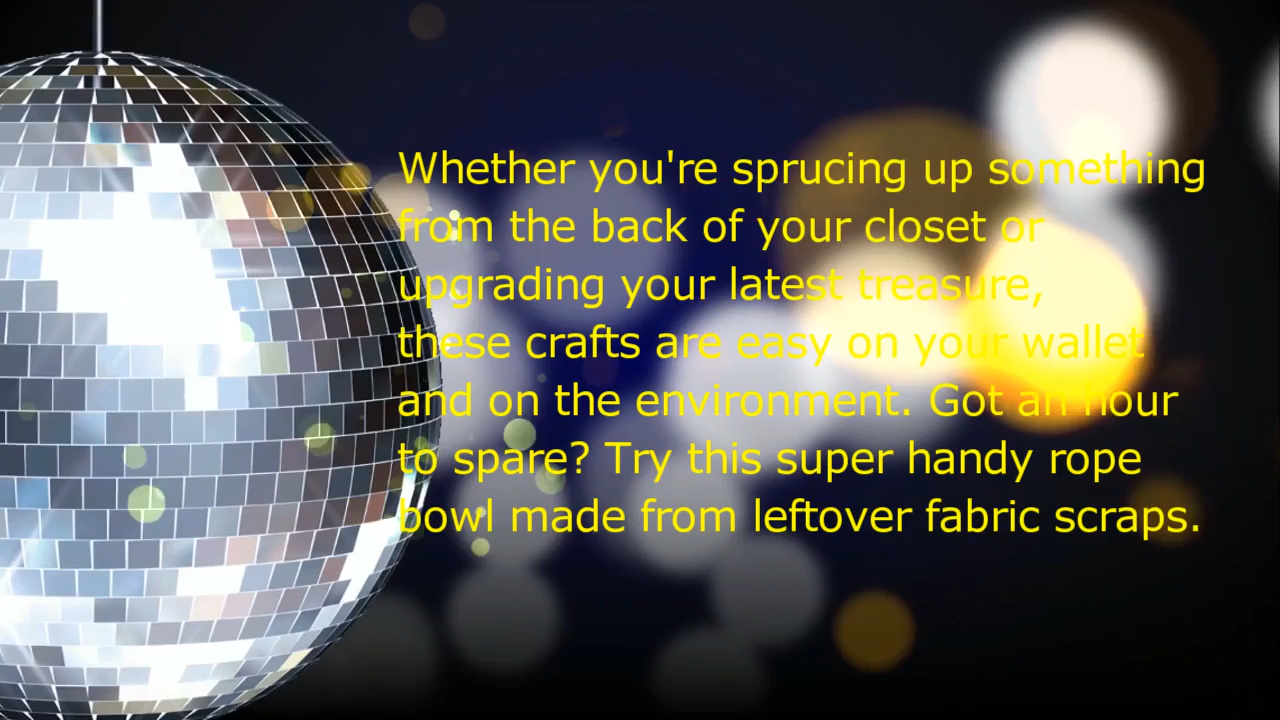 Whether you're sprucing up something
from the back of your closet or
upgrading your latest treasure,
these crafts are easy on your wallet
and on the environment. Got an hour
to spare? Try this super handy rope
bowl made from leftover fabric scraps.